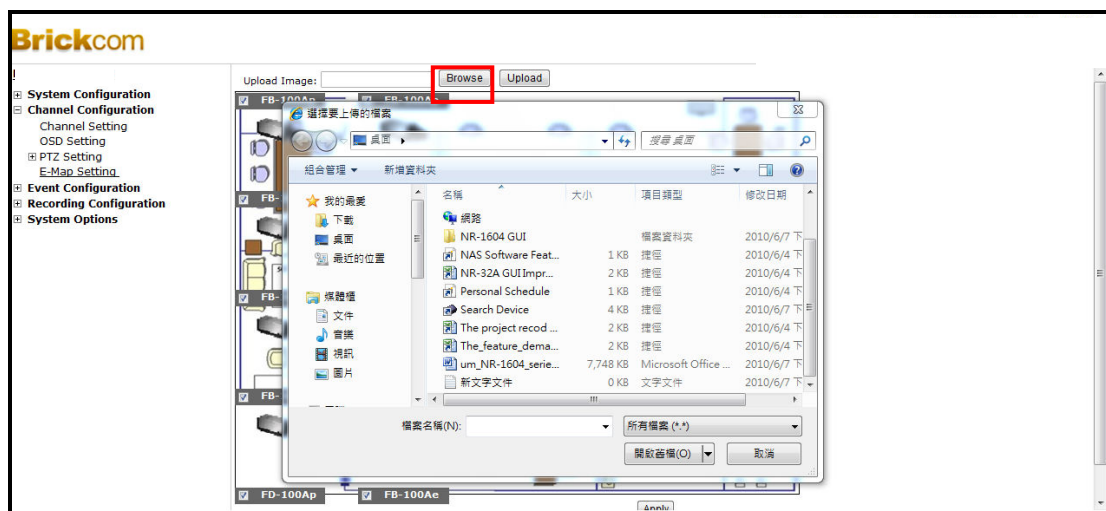 Brickcom
Upload Image: Browse Upload
System Configuration
Channel Configuration
Channel Setting
OSD Setting
PTZ Setting
E-Map Setting
Event Configuration
Recording Configuration
System Options
FB-100Ap FB-100Ae
選擇要上傳的檔案
桌面
搜尋 桌面
組合管理 新增資料夾
我的最愛
下載
桌面
最近的位置
媒體櫃
文件
音樂
視訊
圖片
名稱 大小 項目類型 修改日期
網路
NR-1604 GUI 檔案資料夾 2010/6/7 下
NAS Software Feat... 1 KB 捷徑 2010/6/4 下
NR-32A GUI Impr... 2 KB 捷徑 2010/6/4 下
Personal Schedule 1 KB 捷徑 2010/6/4 下
Search Device 4 KB 捷徑 2010/6/7 下
The project recod ... 2 KB 捷徑 2010/6/4 下
The_feature_dema... 2 KB 捷徑 2010/6/4 下
um_NR-1604_serie... 7,748 KB Microsoft Office ... 2010/6/7 下
新文字文件 0 KB 文字文件 2010/6/7 下
檔案名稱(N): 所有檔案 (*.*)
開啟舊檔(O) 取消
FB-
FB-
FB-
FD-100Ap FB-100Ae
Apply